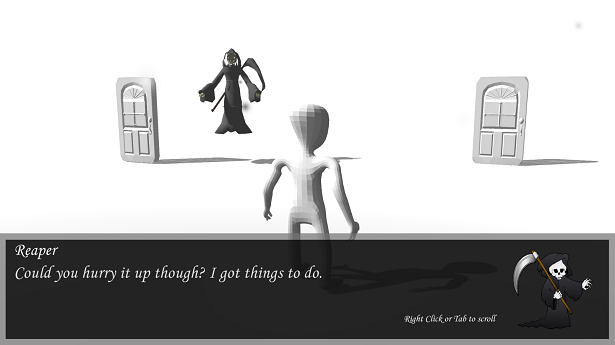 Reaper
Could you hurry it up though? I got things to do.
Right Click or Tab to scroll